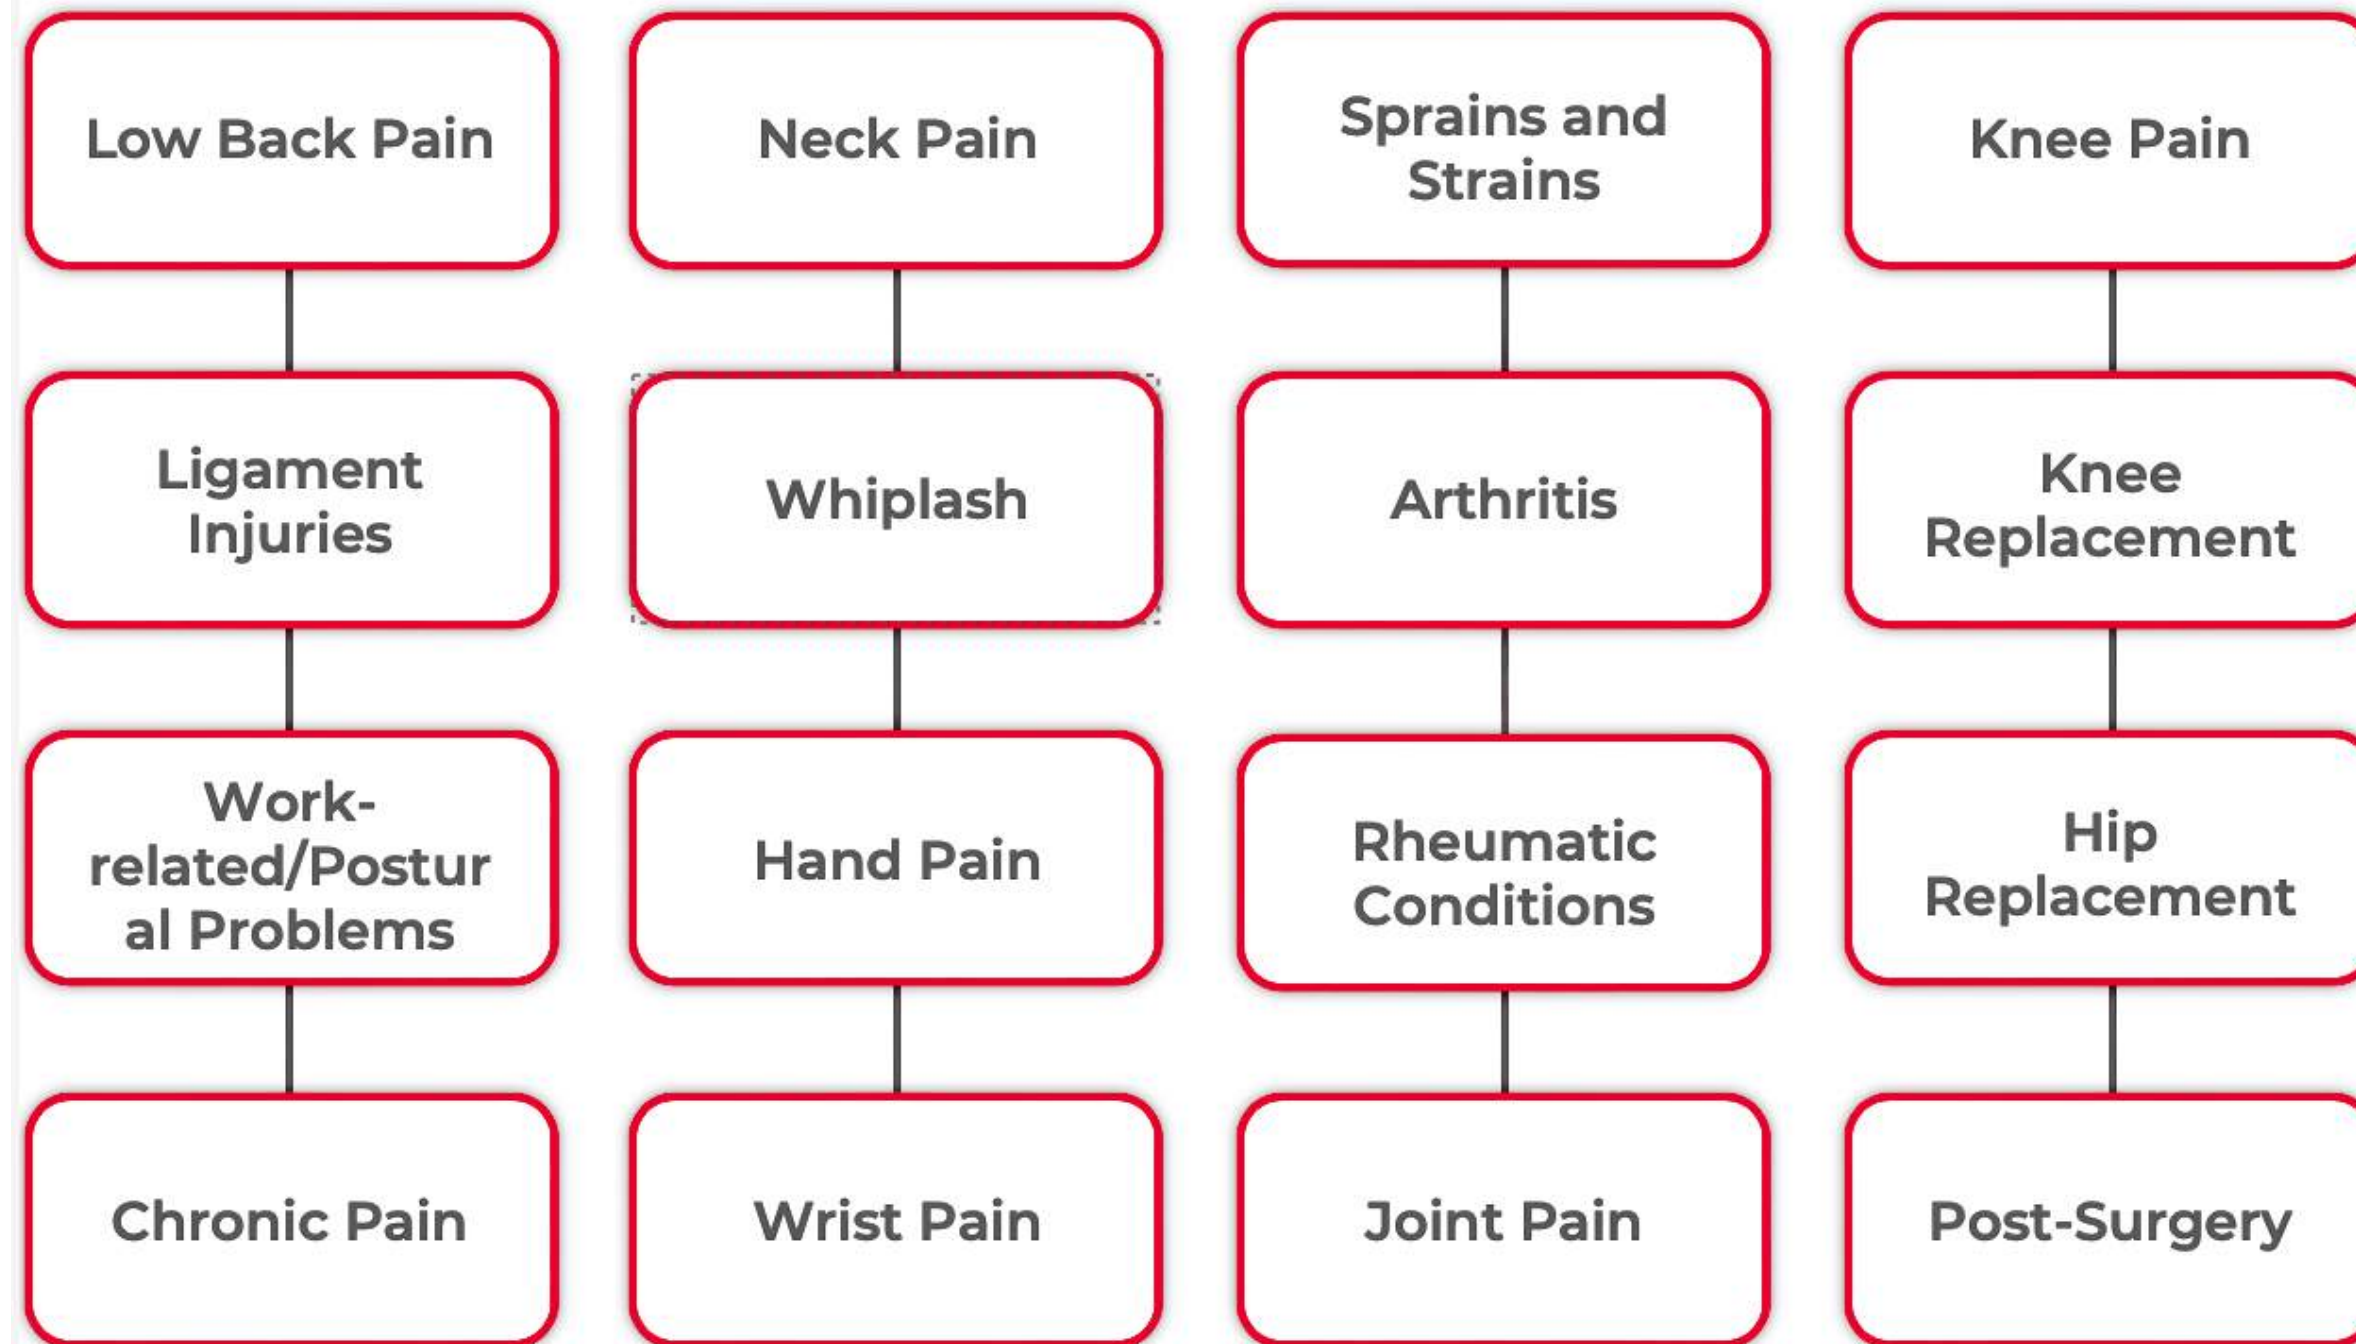 Low Back Pain
Neck Pain
Sprains and
Strains
Knee Pain
Ligament
Injuries
Whiplash
Arthritis
Knee
Replacement
Work-
related/Postur
al Problems
Hand Pain
Rheumatic
Conditions
Hip
Replacement
Chronic Pain
Wrist Pain
Joint Pain
Post-Surgery